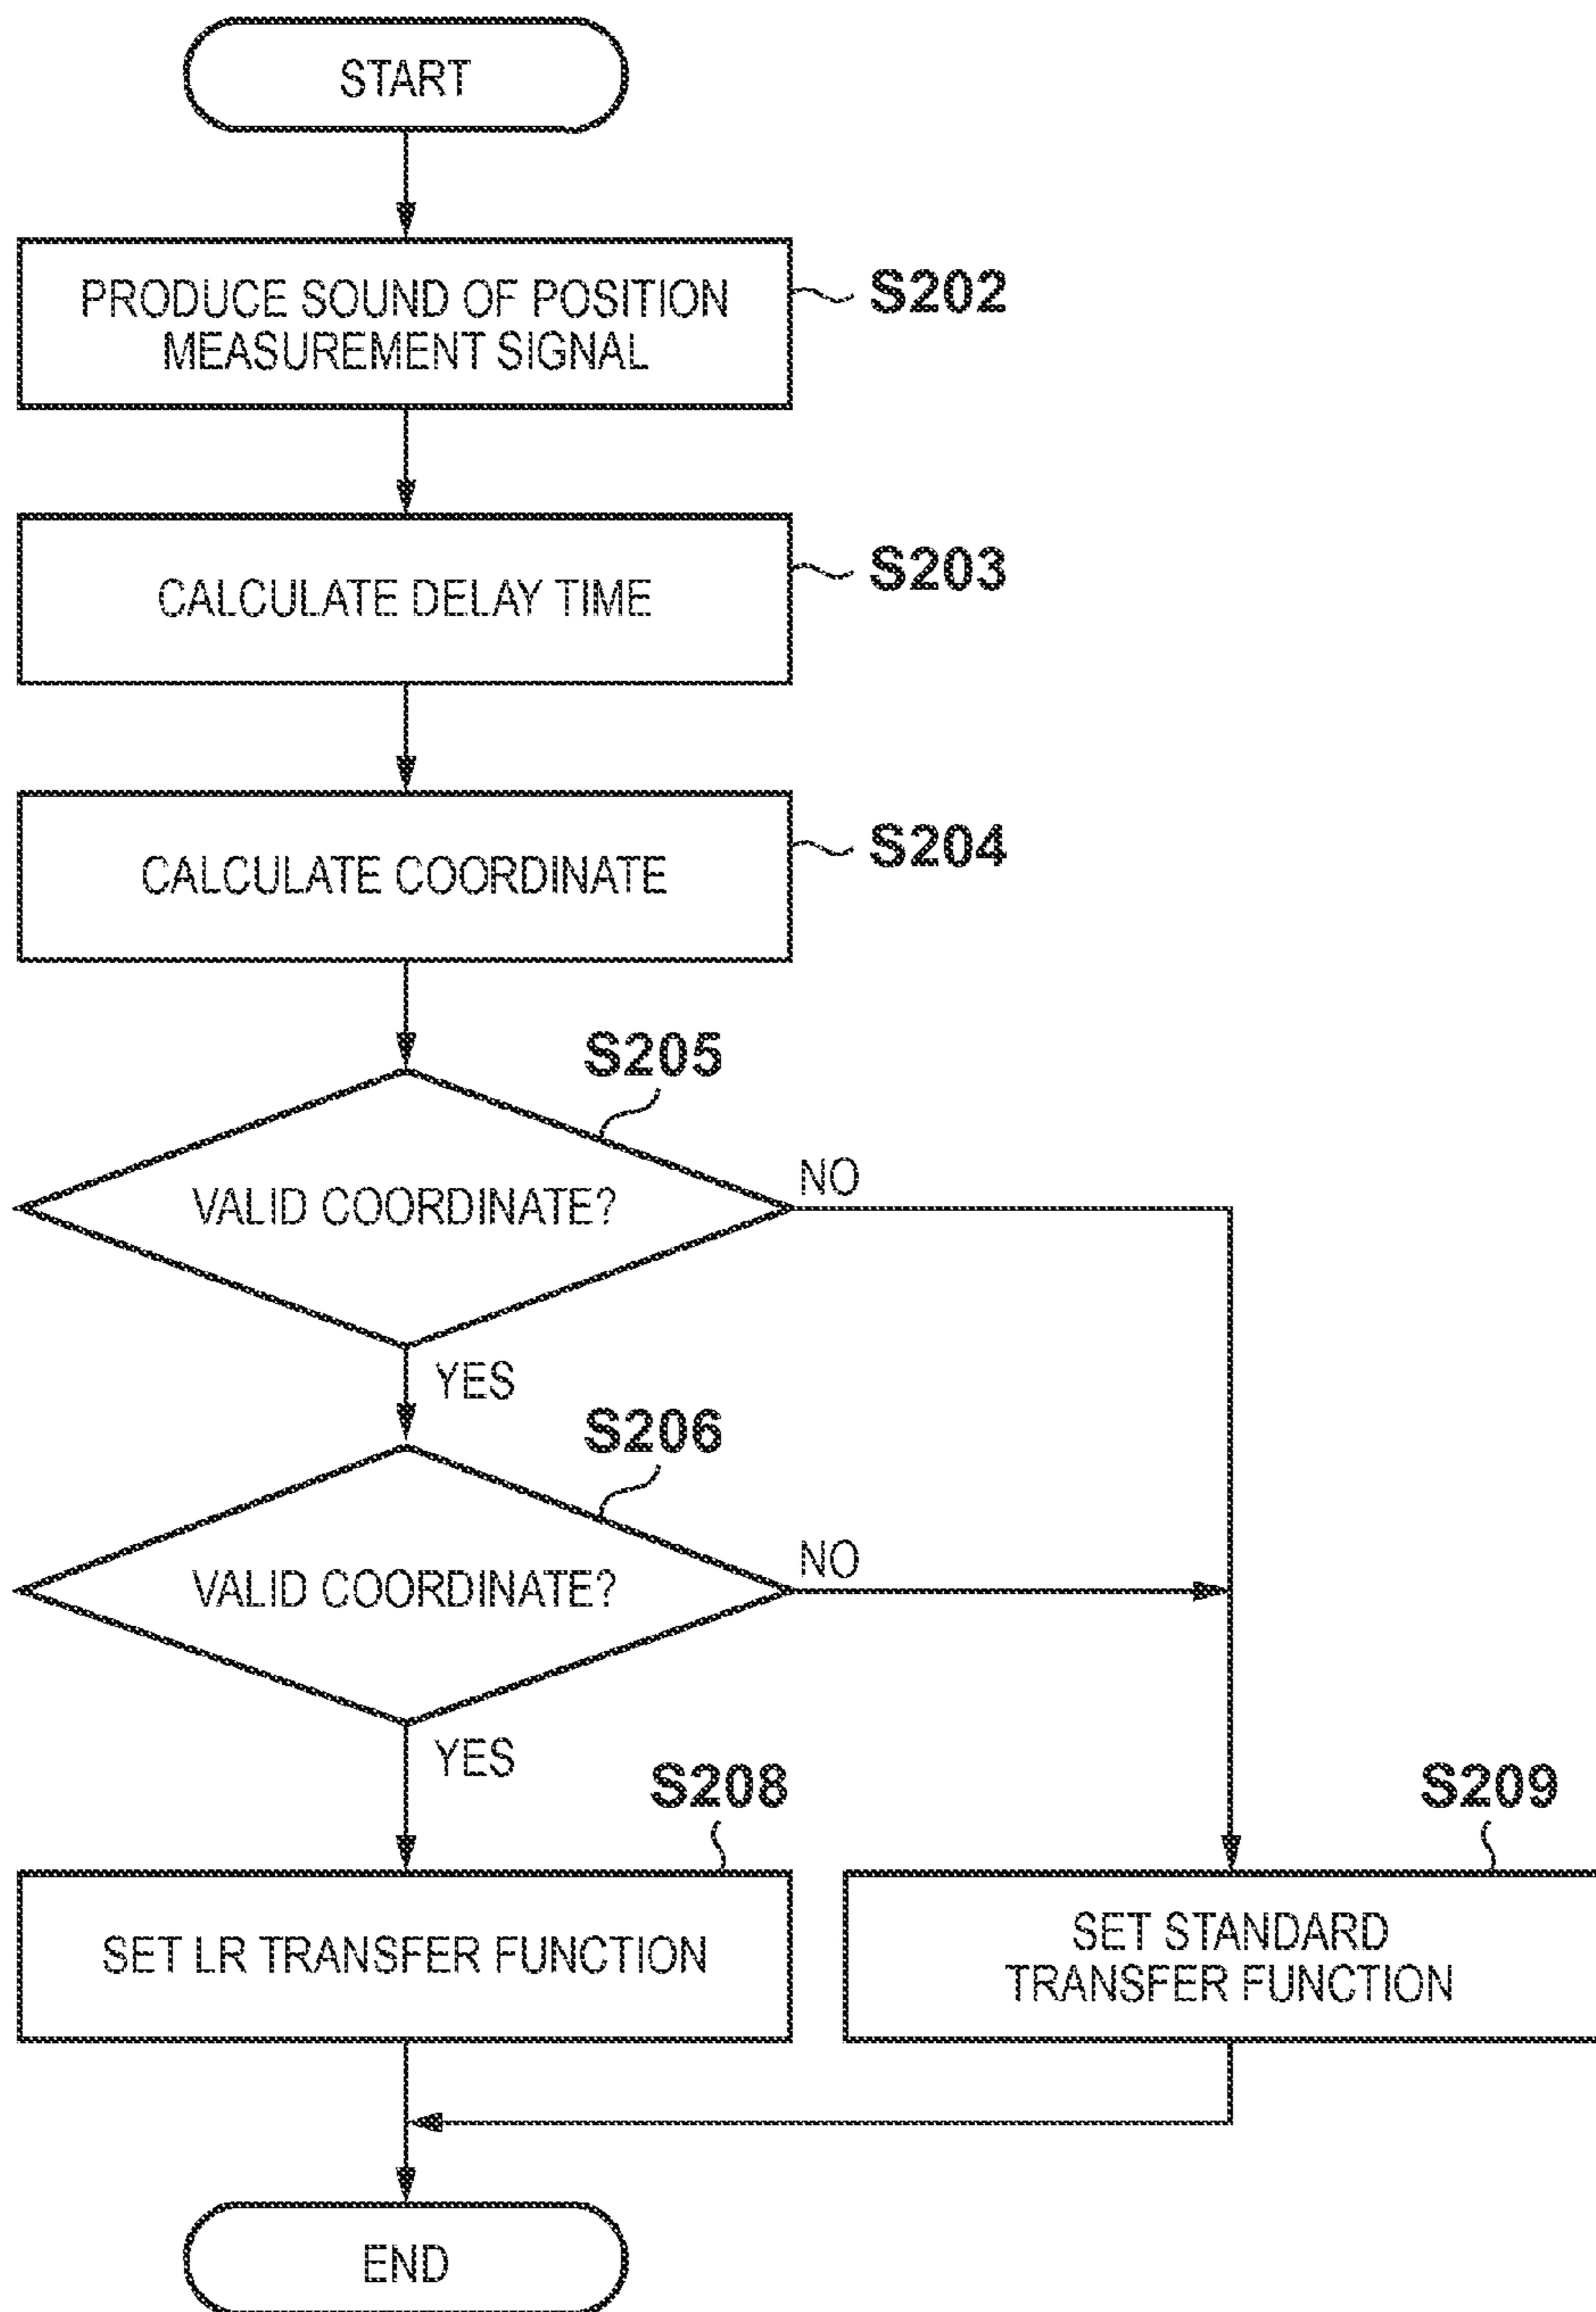 START
PRODUCE SOUND OF POSITION
MEASUREMENT SIGNAL
S202
CALCULATE DELAY TIME
S203
CALCULATE COORDINATE
S204
S205
VALID COORDINATE?
NO
YES
S206
VALID COORDINATE?
NO
YES
S208
SET LR TRANSFER FUNCTION
S209
SET STANDARD
TRANSFER FUNCTION
END